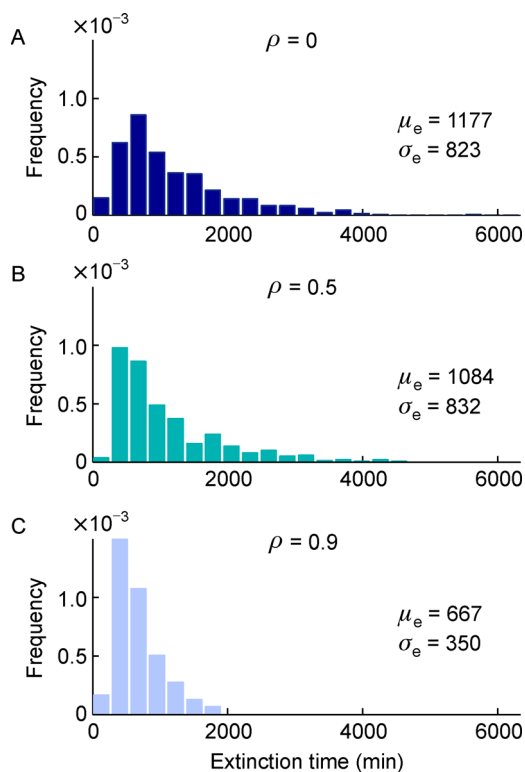 A
×10⁻³
ρ = 0
1.0
0.5
0
Frequency
μₑ = 1177
σₑ = 823
0 2000 4000 6000
B
×10⁻³
ρ = 0.5
1.0
0.5
0
Frequency
μₑ = 1084
σₑ = 832
0 2000 4000 6000
C
×10⁻³
ρ = 0.9
1.0
0.5
0
Frequency
μₑ = 667
σₑ = 350
0 2000 4000 6000
Extinction time (min)